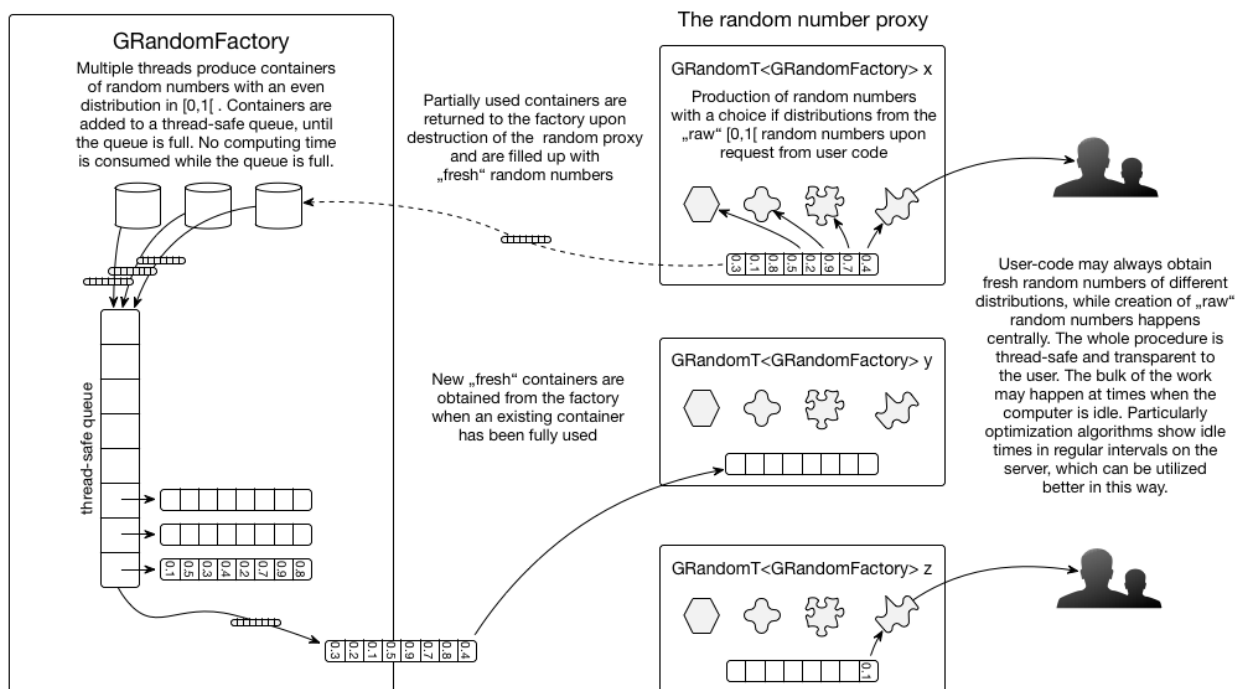 The random number proxy
GRandomFactory
Multiple threads produce containers
of random numbers with an even
distribution in [0,1[ . Containers are
added to a thread-safe queue, until
the queue is full. No computing time
is consumed while the queue is full.
thread-safe queue
0.1 0.5 0.3 0.4 0.2 0.7 0.9 0.8
0.3 0.2 0.1 0.5 0.9 0.7 0.8 0.4
Partially used containers are
returned to the factory upon
destruction of the random proxy
and are filled up with
„fresh“ random numbers
New „fresh“ containers are
obtained from the factory
when an existing container
has been fully used
GRandomT<GRandomFactory> x
Production of random numbers
with a choice if distributions from the
„raw“ [0,1[ random numbers upon
request from user code
0.3 0.1 0.8 0.5 0.2 0.9 0.7 0.4
GRandomT<GRandomFactory> y
GRandomT<GRandomFactory> z
0.1
User-code may always obtain
fresh random numbers of different
distributions, while creation of „raw“
random numbers happens
centrally. The whole procedure is
thread-safe and transparent to
the user. The bulk of the work
may happen at times when the
computer is idle. Particularly
optimization algorithms show idle
times in regular intervals on the
server, which can be utilized
better in this way.